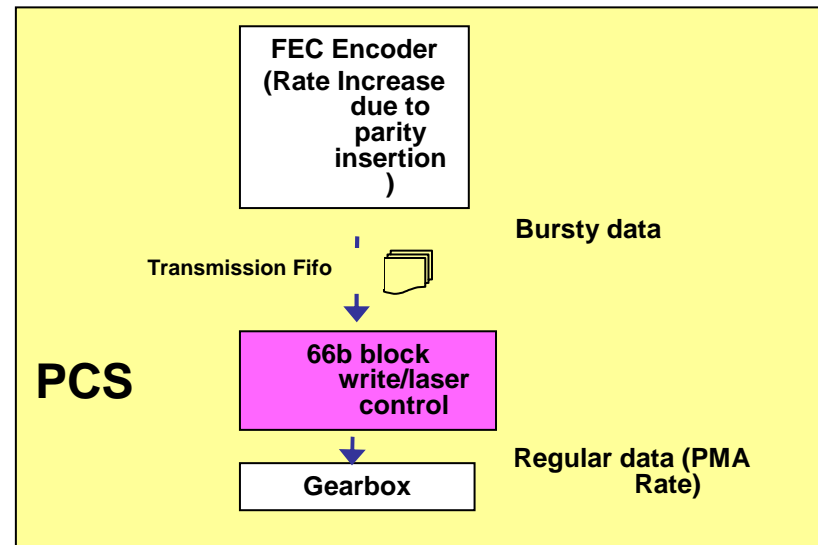 FEC Encoder
(Rate Increase
due to
parity
insertion
)
Bursty data
Transmission Fifo
66b block
write/laser
control
PCS
Regular data (PMA
Rate)
Gearbox